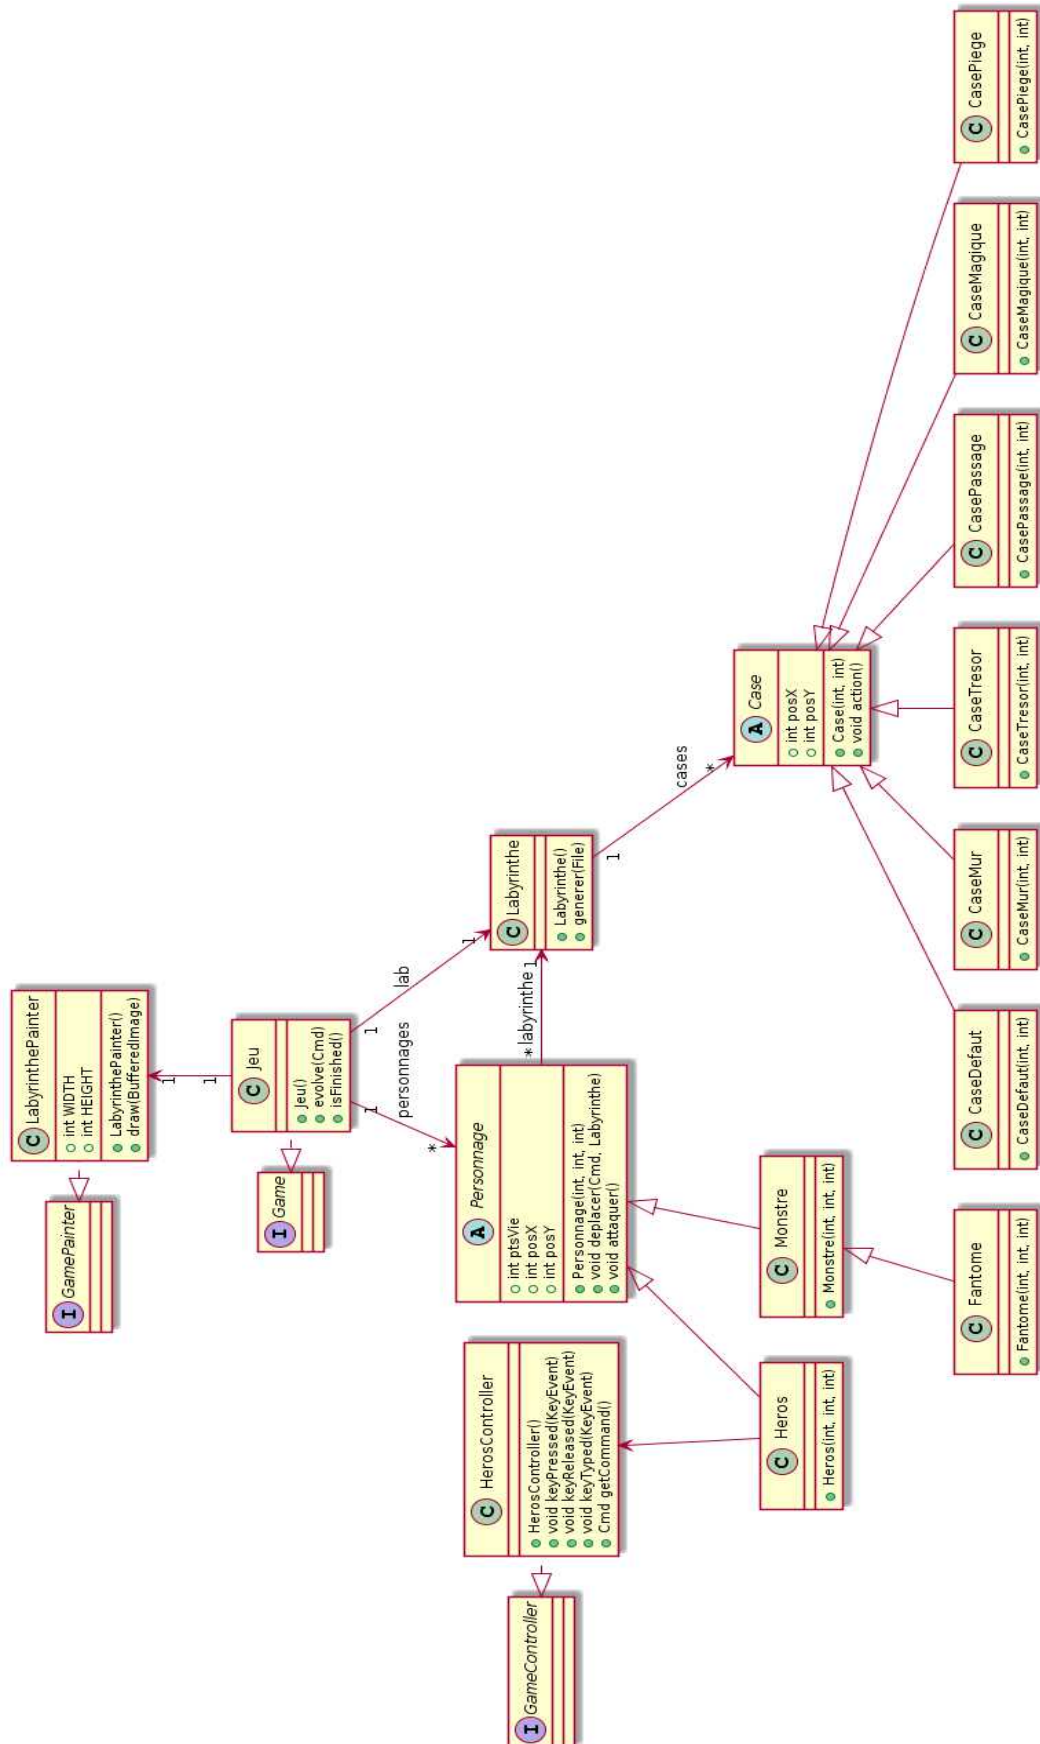 I GamePainter
C LabyrinthePainter
int WIDTH
int HEIGHT
LabyrinthePainter()
draw(BufferedImage)
1
1
I Game
C Jeu
Jeu()
evolve(Cmd)
isFinished()
1
personnages
*
1
lab
1
I GameController
C HerosController
HerosController()
void keyPressed(KeyEvent)
void keyReleased(KeyEvent)
void keyTyped(KeyEvent)
Cmd getCommand()
A Personnage
int ptsVie
int posX
int posY
Personnage(int, int, int)
void deplacer(Cmd, Labyrinthe)
void attaquer()
* labyrinthe 1
C Labyrinthe
Labyrinthe()
generer(File)
1
cases
*
C Heros
Heros(int, int, int)
C Monstre
Monstre(int, int, int)
A Case
int posX
int posY
Case(int, int)
void action()
C Fantome
Fantome(int, int, int)
C CaseDefaut
CaseDefaut(int, int)
C CaseMur
CaseMur(int, int)
C CaseTresor
CaseTresor(int, int)
C CasePassage
CasePassage(int, int)
C CaseMagique
CaseMagique(int, int)
C CasePiege
CasePiege(int, int)